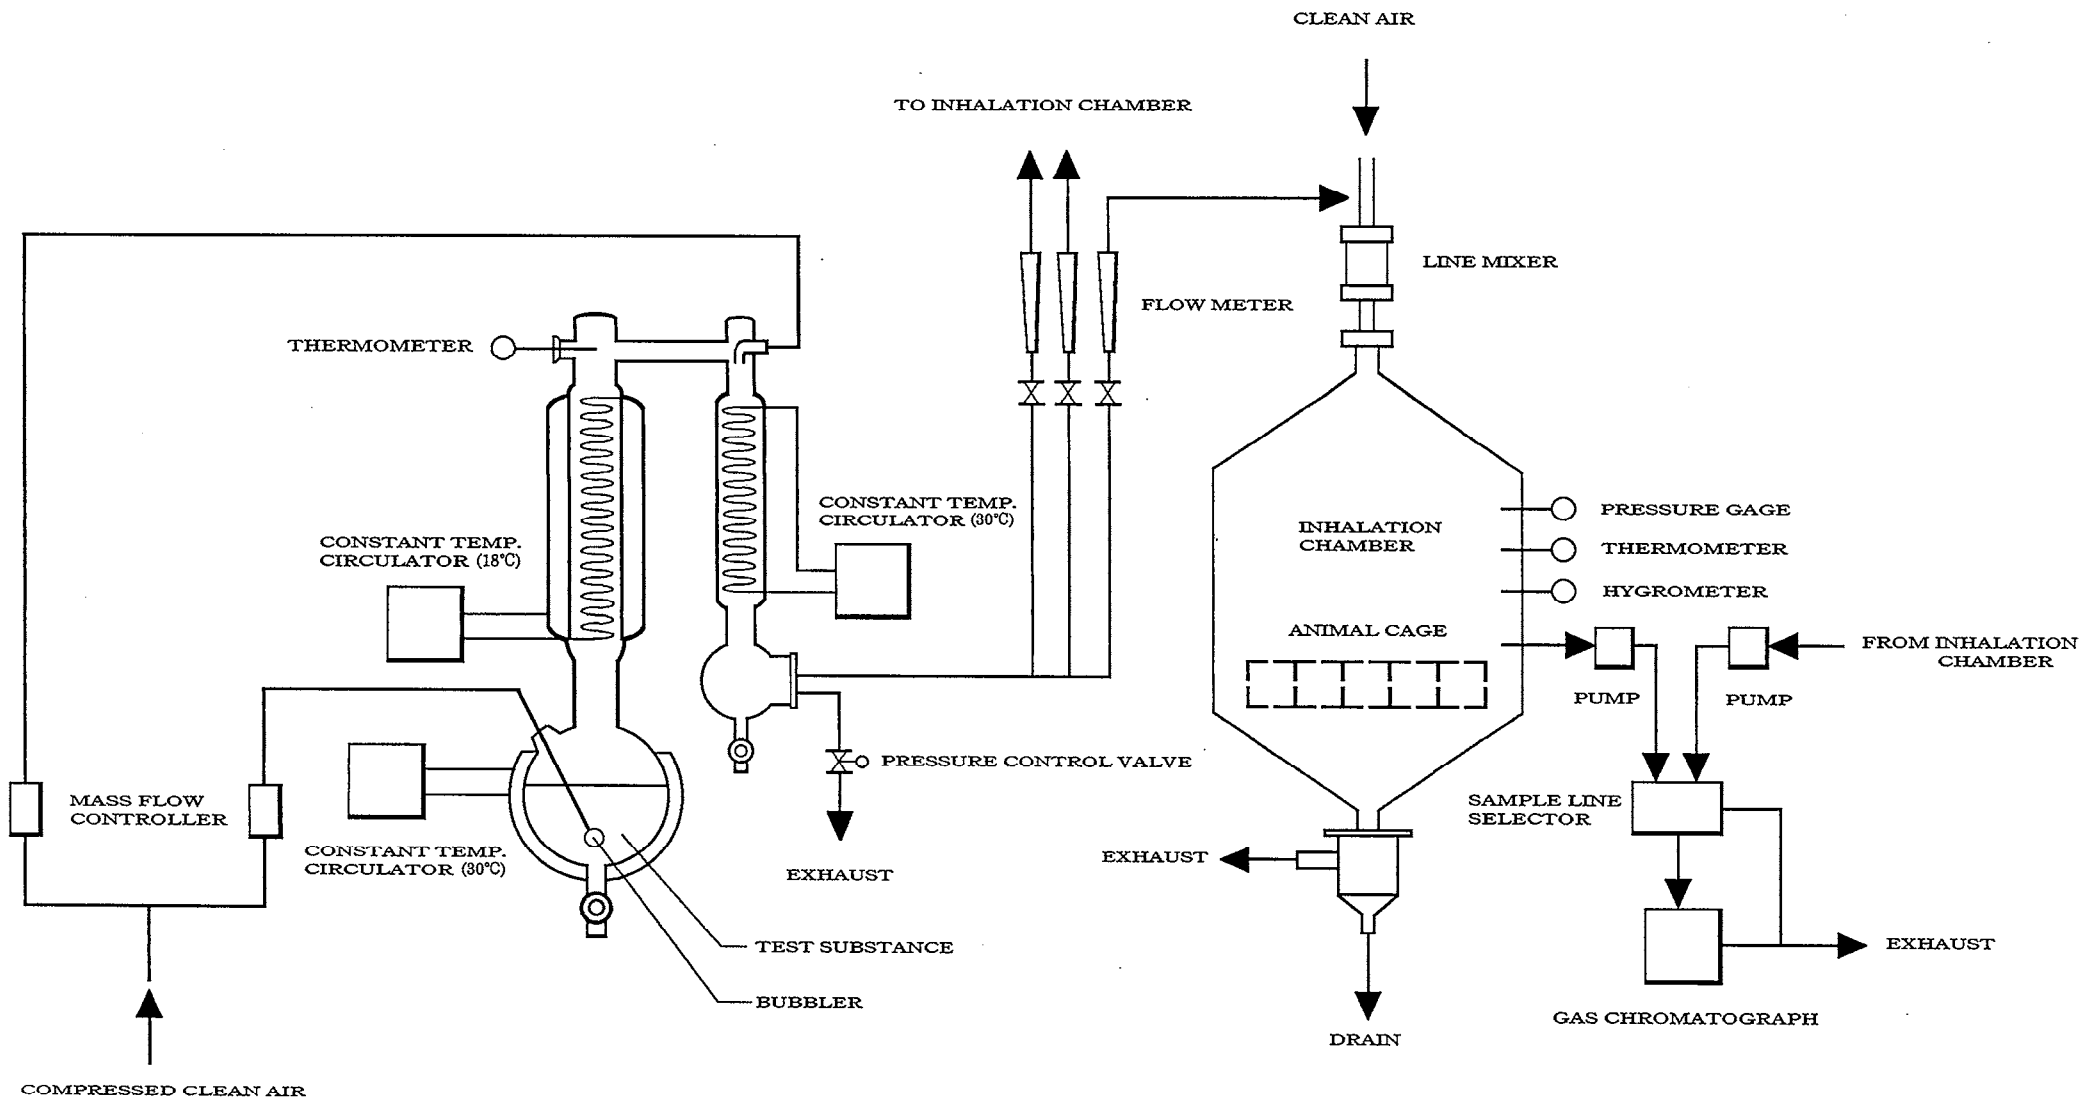 CLEAN AIR
TO INHALATION CHAMBER
LINE MIXER
FLOW METER
THERMOMETER
CONSTANT TEMP.
CIRCULATOR (30℃)
CONSTANT TEMP.
CIRCULATOR (18℃)
INHALATION
CHAMBER
PRESSURE GAGE
THERMOMETER
HYGROMETER
ANIMAL CAGE
FROM INHALATION
CHAMBER
PUMP
PUMP
PRESSURE CONTROL VALVE
MASS FLOW
CONTROLLER
SAMPLE LINE
SELECTOR
CONSTANT TEMP.
CIRCULATOR (30℃)
EXHAUST
EXHAUST
TEST SUBSTANCE
EXHAUST
BUBBLER
GAS CHROMATOGRAPH
DRAIN
COMPRESSED CLEAN AIR